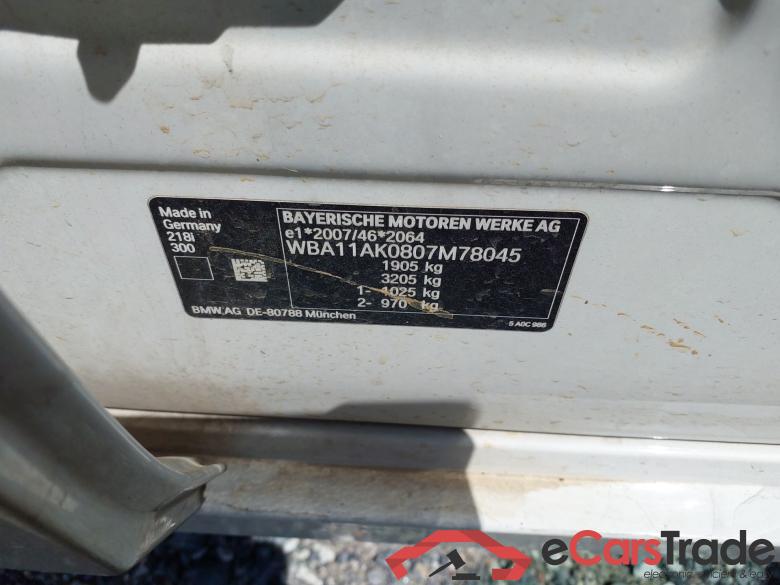 Made in
Germany
218i
300
BAYERISCHE MOTOREN WERKE AG
e1*2007/46*2064
WBA11AK0807M78045
1905 kg
3205 kg
1- 1025 kg
2- 970 kg
BMW AG DE-80788 München
5 A0C 986
eCarsTrade